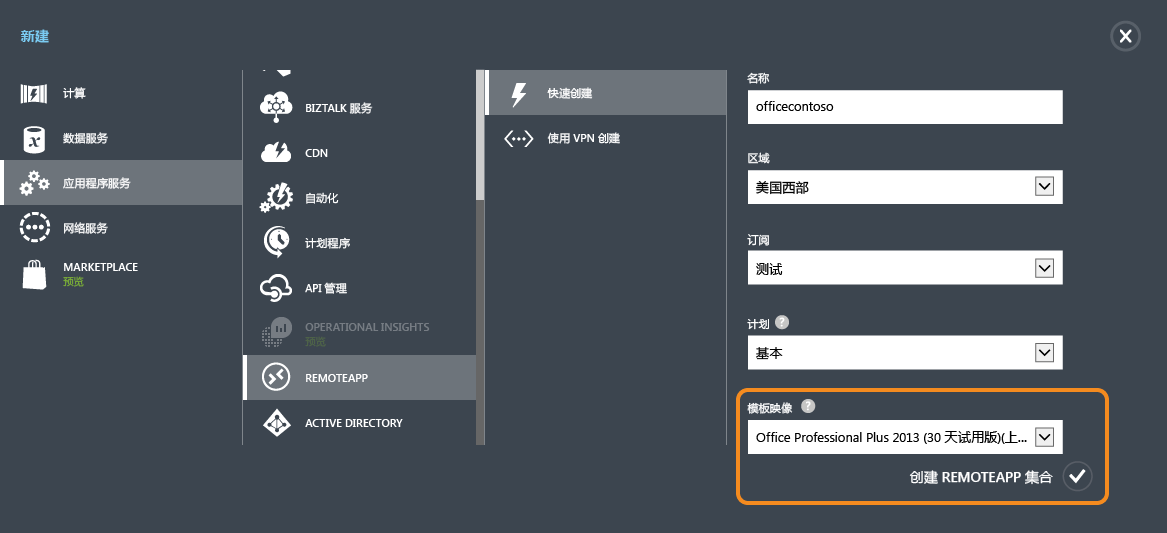 新建
计算
数据服务
应用程序服务
网络服务
MARKETPLACE
预览
BIZTALK 服务
CDN
自动化
计划程序
API 管理
OPERATIONAL INSIGHTS
预览
REMOTEAPP
ACTIVE DIRECTORY
快速创建
使用 VPN 创建
名称
officecontoso
区域
美国西部
订阅
测试
计划 ?
基本
模板映像 ?
Office Professional Plus 2013 (30 天试用版)(上...
创建 REMOTEAPP 集合